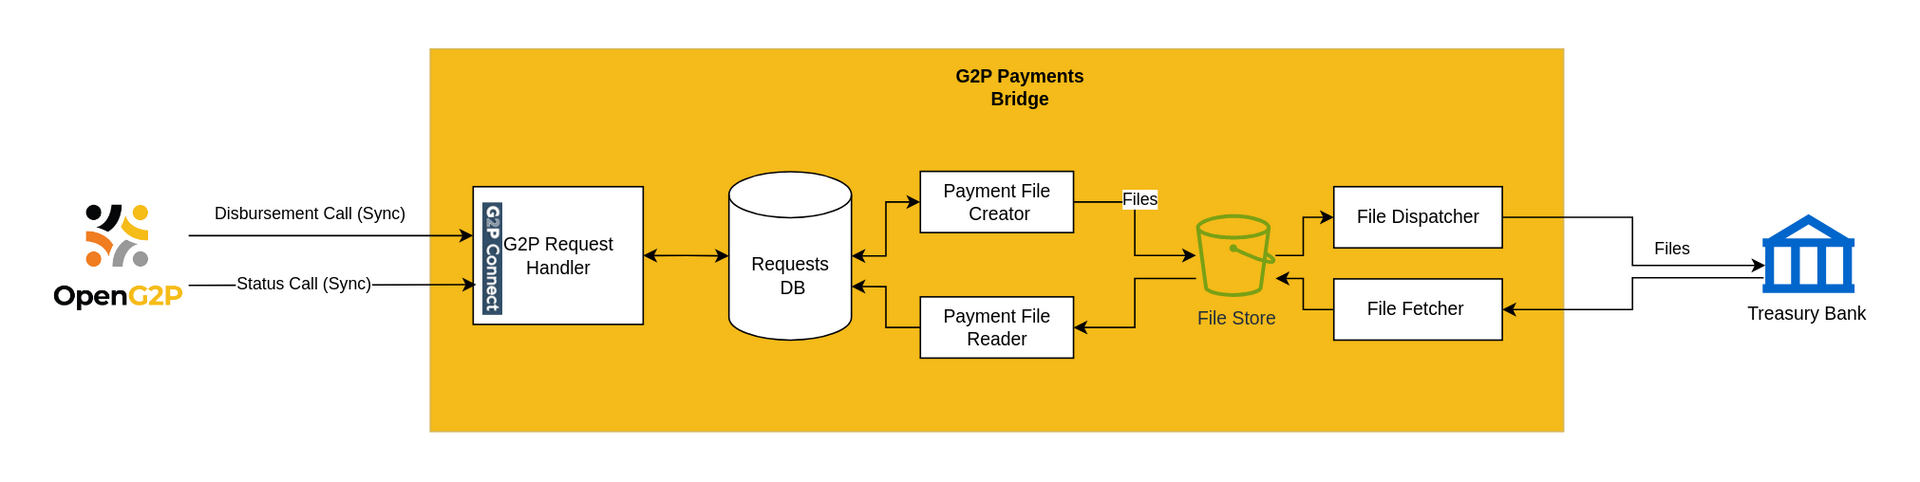 G2P Payments
Bridge
OpenG2P
Disbursement Call (Sync)
Status Call (Sync)
G2P Connect
G2P Request
Handler
Requests
DB
Payment File
Creator
Payment File
Reader
Files
File Store
File Dispatcher
File Fetcher
Files
Treasury Bank